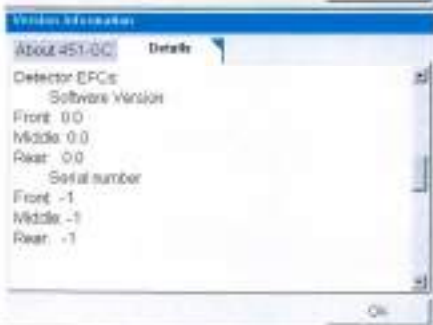 Version Information
About 451-GC Details
Detector EFCs:
Software Version
Front 0.0
Middle 0.0
Rear 0.0
Serial number
Front -1
Middle -1
Rear -1
Ok